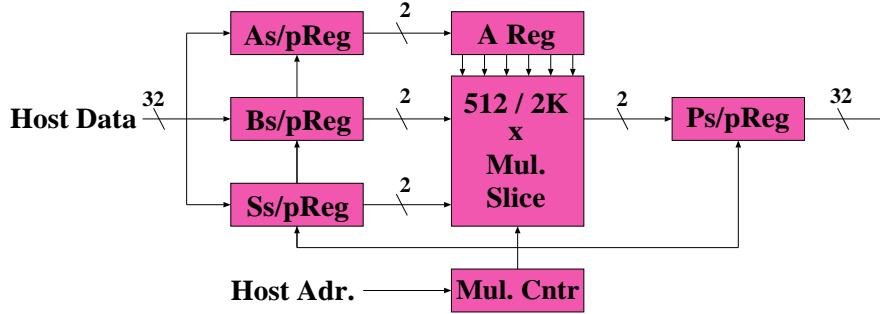 2
As/pReg
A Reg
32
2
2
32
Host Data
Bs/pReg
512 / 2K
x
Mul.
Slice
Ps/pReg
2
Ss/pReg
Host Adr.
Mul. Cntr